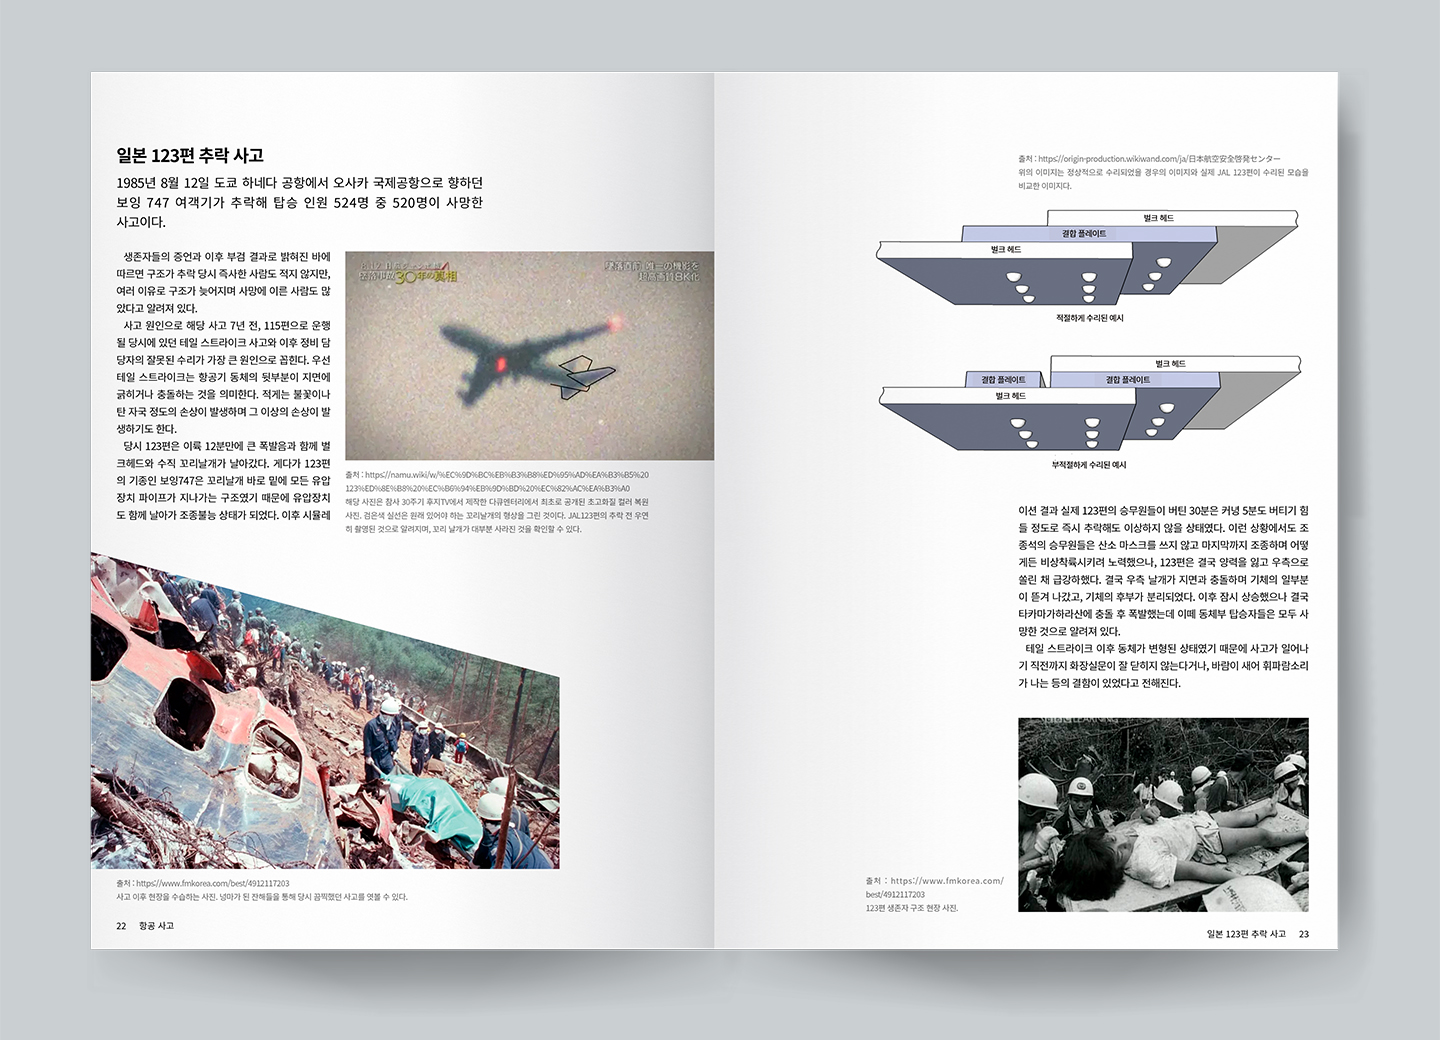 일본 123편 추락 사고
1985년 8월 12일 도쿄 하네다 공항에서 오사카 국제공항으로 향하던
보잉 747 여객기가 추락해 탑승 인원 524명 중 520명이 사망한
사고이다.
생존자들의 증언과 이후 부검 결과로 밝혀진 바에
따르면 구조가 추락 당시 즉사한 사람도 적지 않지만,
여러 이유로 구조가 늦어지며 사망에 이른 사람도 많
았다고 알려져 있다.
사고 원인으로 해당 사고 7년 전, 115편으로 운행
될 당시에 있던 테일 스트라이크 사고와 이후 정비 담
당자의 잘못된 수리가 가장 큰 원인으로 꼽힌다. 우선
테일 스트라이크는 항공기 동체의 뒷부분이 지면에
긁히거나 충돌하는 것을 의미한다. 적게는 불꽃이나
탄 자국 정도의 손상이 발생하며 그 이상의 손상이 발
생하기도 한다.
당시 123편은 이륙 12분만에 큰 폭발음과 함께 벌
크헤드와 수직 꼬리날개가 날아갔다. 게다가 123편
의 기종인 보잉747은 꼬리날개 바로 밑에 모든 유압
장치 파이프가 지나가는 구조였기 때문에 유압장치
도 함께 날아가 조종불능 상태가 되었다. 이후 시뮬레
30年の真相
墜落直前 唯一の機影を
超高画質8K化
출처 : https://namu.wiki/w/%EC%9D%BC%EB%B3%B8%ED%95%AD%EA%B3%B5%20
123%ED%8E%B8%20%EC%B6%94%EB%9D%BD%20%EC%82%AC%EA%B3%A0
해당 사진은 참사 30주기 후지TV에서 제작한 다큐멘터리에서 최초로 공개된 초고화질 컬러 복원
사진. 검은색 실선은 원래 있어야 하는 꼬리날개의 형상을 그린 것이다. JAL123편의 추락 전 우연
히 촬영된 것으로 알려지며, 꼬리 날개가 대부분 사라진 것을 확인할 수 있다.
출처 : https://www.fmkorea.com/best/4912117203
사고 이후 현장을 수습하는 사진. 넝마가 된 잔해들을 통해 당시 끔찍했던 사고를 엿볼 수 있다.
22 항공 사고
출처 : https://origin-production.wikiwand.com/ja/日本航空安全啓発センター
위의 이미지는 정상적으로 수리되었을 경우의 이미지와 실제 JAL 123편이 수리된 모습을
비교한 이미지다.
벌크 헤드
결합 플레이트
벌크 헤드
적절하게 수리된 예시
벌크 헤드
결합 플레이트 결합 플레이트
벌크 헤드
부적절하게 수리된 예시
이션 결과 실제 123편의 승무원들이 버틴 30분은 커녕 5분도 버티기 힘
들 정도로 즉시 추락해도 이상하지 않을 상태였다. 이런 상황에서도 조
종석의 승무원들은 산소 마스크를 쓰지 않고 마지막까지 조종하며 어떻
게든 비상착륙시키려 노력했으나, 123편은 결국 양력을 잃고 우측으로
쏠린 채 급강하했다. 결국 우측 날개가 지면과 충돌하며 기체의 일부분
이 뜯겨 나갔고, 기체의 후부가 분리되었다. 이후 잠시 상승했으나 결국
타카마가하라산에 충돌 후 폭발했는데 이떼 동체부 탑승자들은 모두 사
망한 것으로 알려져 있다.
테일 스트라이크 이후 동체가 변형된 상태였기 때문에 사고가 일어나
기 직전까지 화장실문이 잘 닫히지 않는다거나, 바람이 새어 휘파람소리
가 나는 등의 결함이 있었다고 전해진다.
출처 : https://www.fmkorea.com/
best/4912117203
123편 생존자 구조 현장 사진.
일본 123편 추락 사고 23